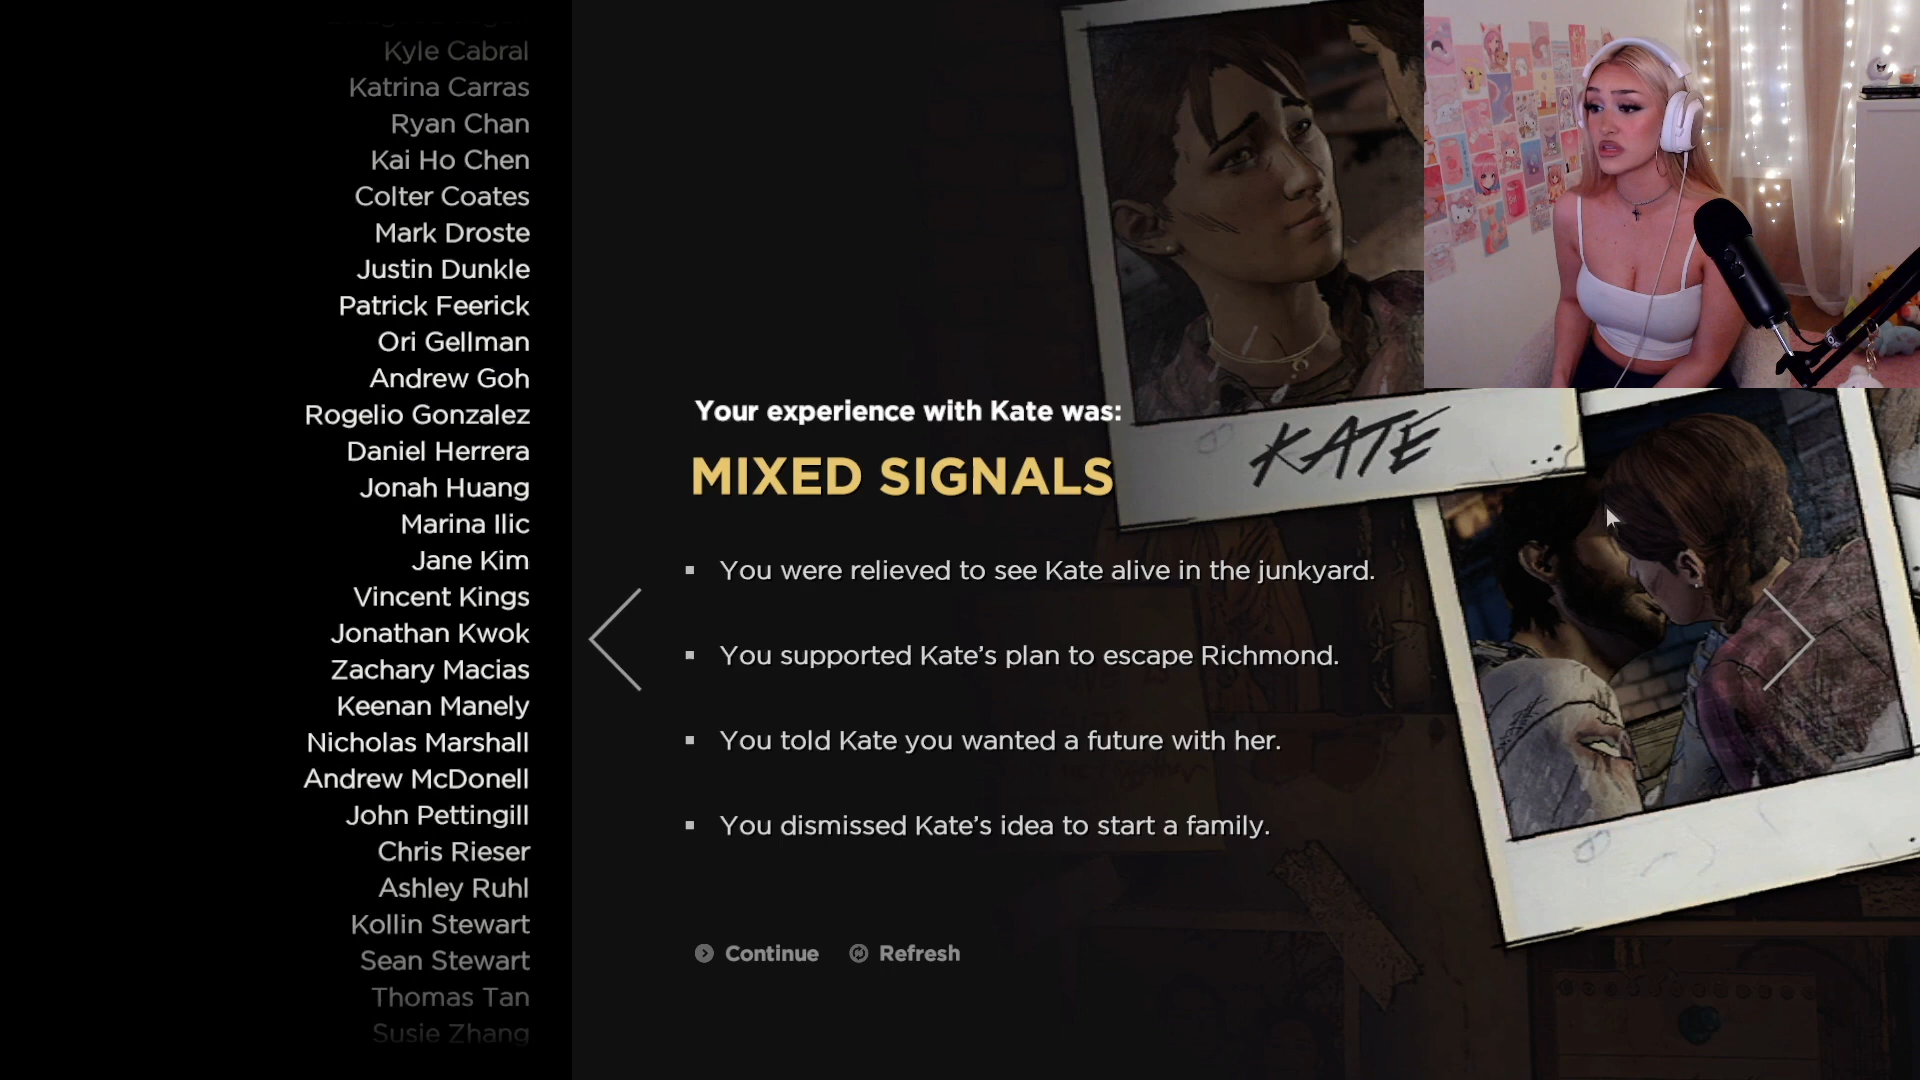 Kyle Cabral
Katrina Carras
Ryan Chan
Kai Ho Chen
Colter Coates
Mark Droste
Justin Dunkle
Patrick Feerick
Ori Gellman
Andrew Goh
Rogelio Gonzalez
Daniel Herrera
Jonah Huang
Marina Ilic
Jane Kim
Vincent Kings
Jonathan Kwok
Zachary Macias
Keenan Manely
Nicholas Marshall
Andrew McDonell
John Pettingill
Chris Rieser
Ashley Ruhl
Kollin Stewart
Sean Stewart
Thomas Tan
Susie Zhang
Your experience with Kate was:
KATE
MIXED SIGNALS
▪ You were relieved to see Kate alive in the junkyard.
▪ You supported Kate’s plan to escape Richmond.
▪ You told Kate you wanted a future with her.
▪ You dismissed Kate’s idea to start a family.
Continue Refresh